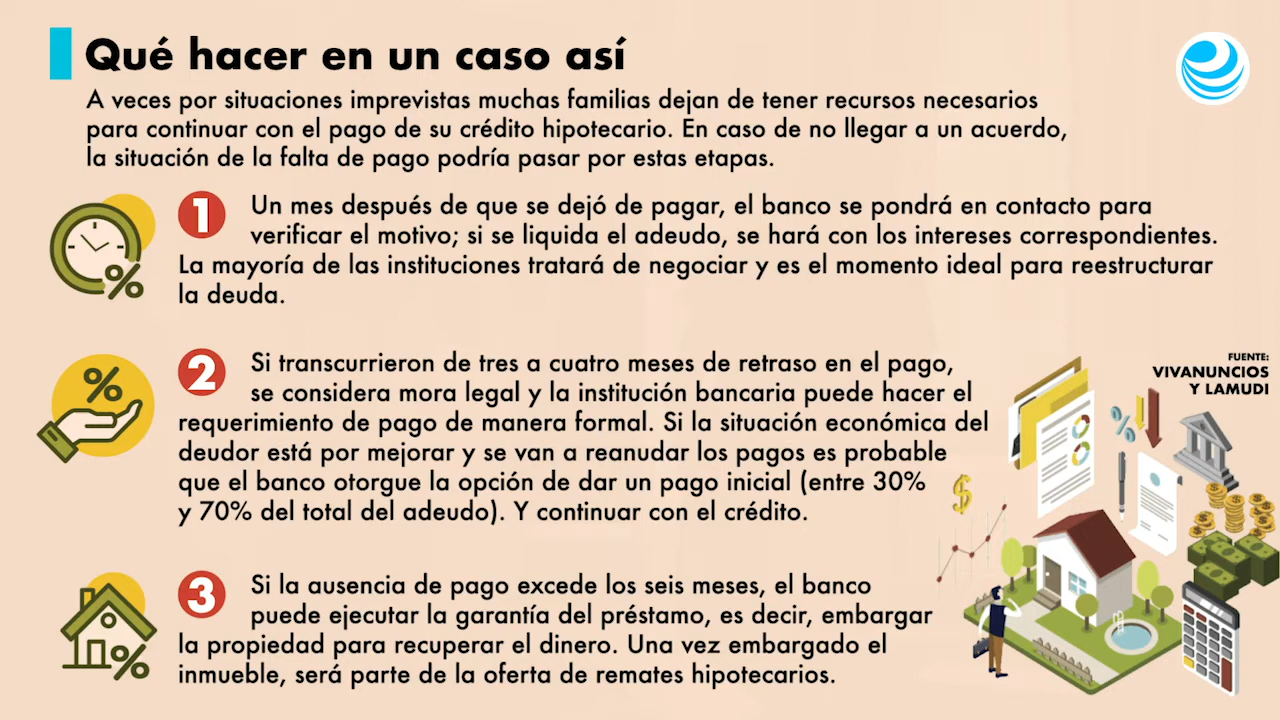 Qué hacer en un caso así
A veces por situaciones imprevistas muchas familias dejan de tener recursos necesarios
para continuar con el pago de su crédito hipotecario. En caso de no llegar a un acuerdo,
la situación de la falta de pago podría pasar por estas etapas.
1 Un mes después de que se dejó de pagar, el banco se pondrá en contacto para
verificar el motivo; si se liquida el adeudo, se hará con los intereses correspondientes.
La mayoría de las instituciones tratará de negociar y es el momento ideal para reestructurar
la deuda.
%
2 Si transcurrieron de tres a cuatro meses de retraso en el pago,
se considera mora legal y la institución bancaria puede hacer el
requerimiento de pago de manera formal. Si la situación económica del
deudor está por mejorar y se van a reanudar los pagos es probable
que el banco otorgue la opción de dar un pago inicial (entre 30%
y 70% del total del adeudo). Y continuar con el crédito.
%
3 Si la ausencia de pago excede los seis meses, el banco
puede ejecutar la garantía del préstamo, es decir, embargar
la propiedad para recuperar el dinero. Una vez embargado el
inmueble, será parte de la oferta de remates hipotecarios.
%
FUENTE:
VIVANUNCIOS
Y LAMUDI
%
$